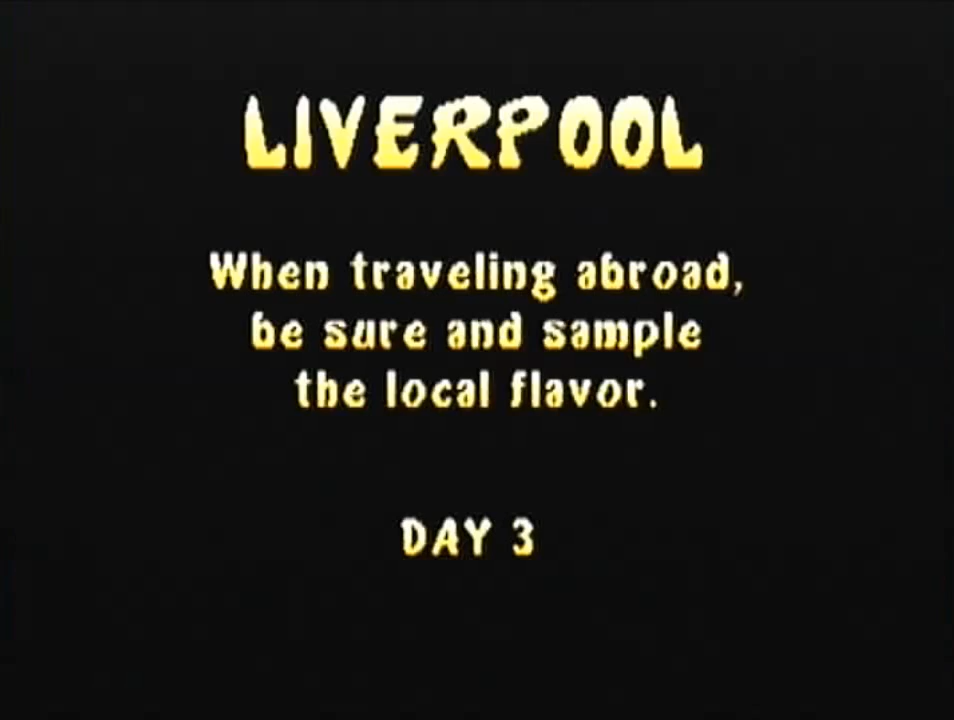 LIVERPOOL
When traveling abroad,
be sure and sample
the local flavor.
DAY 3